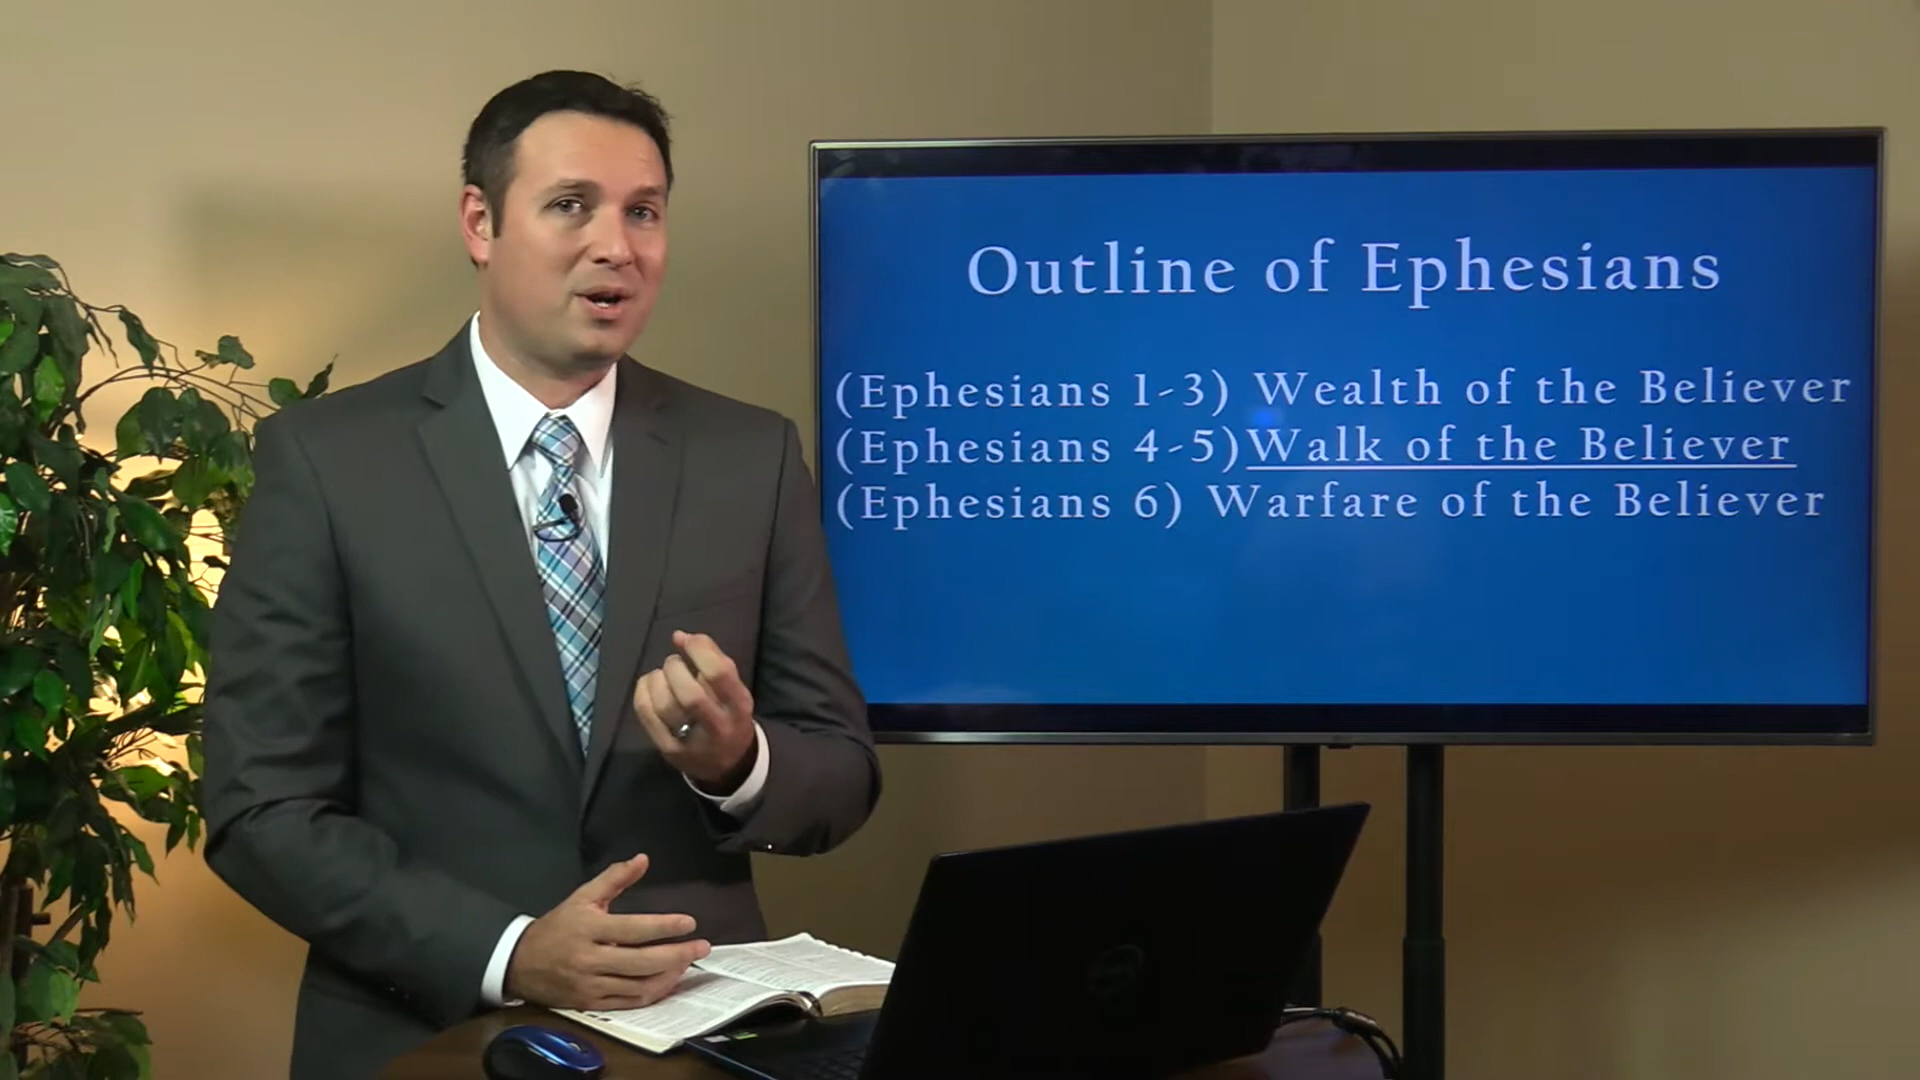 Outline of Ephesians
(Ephesians 1-3) Wealth of the Believer
(Ephesians 4-5)Walk of the Believer
(Ephesians 6) Warfare of the Believer